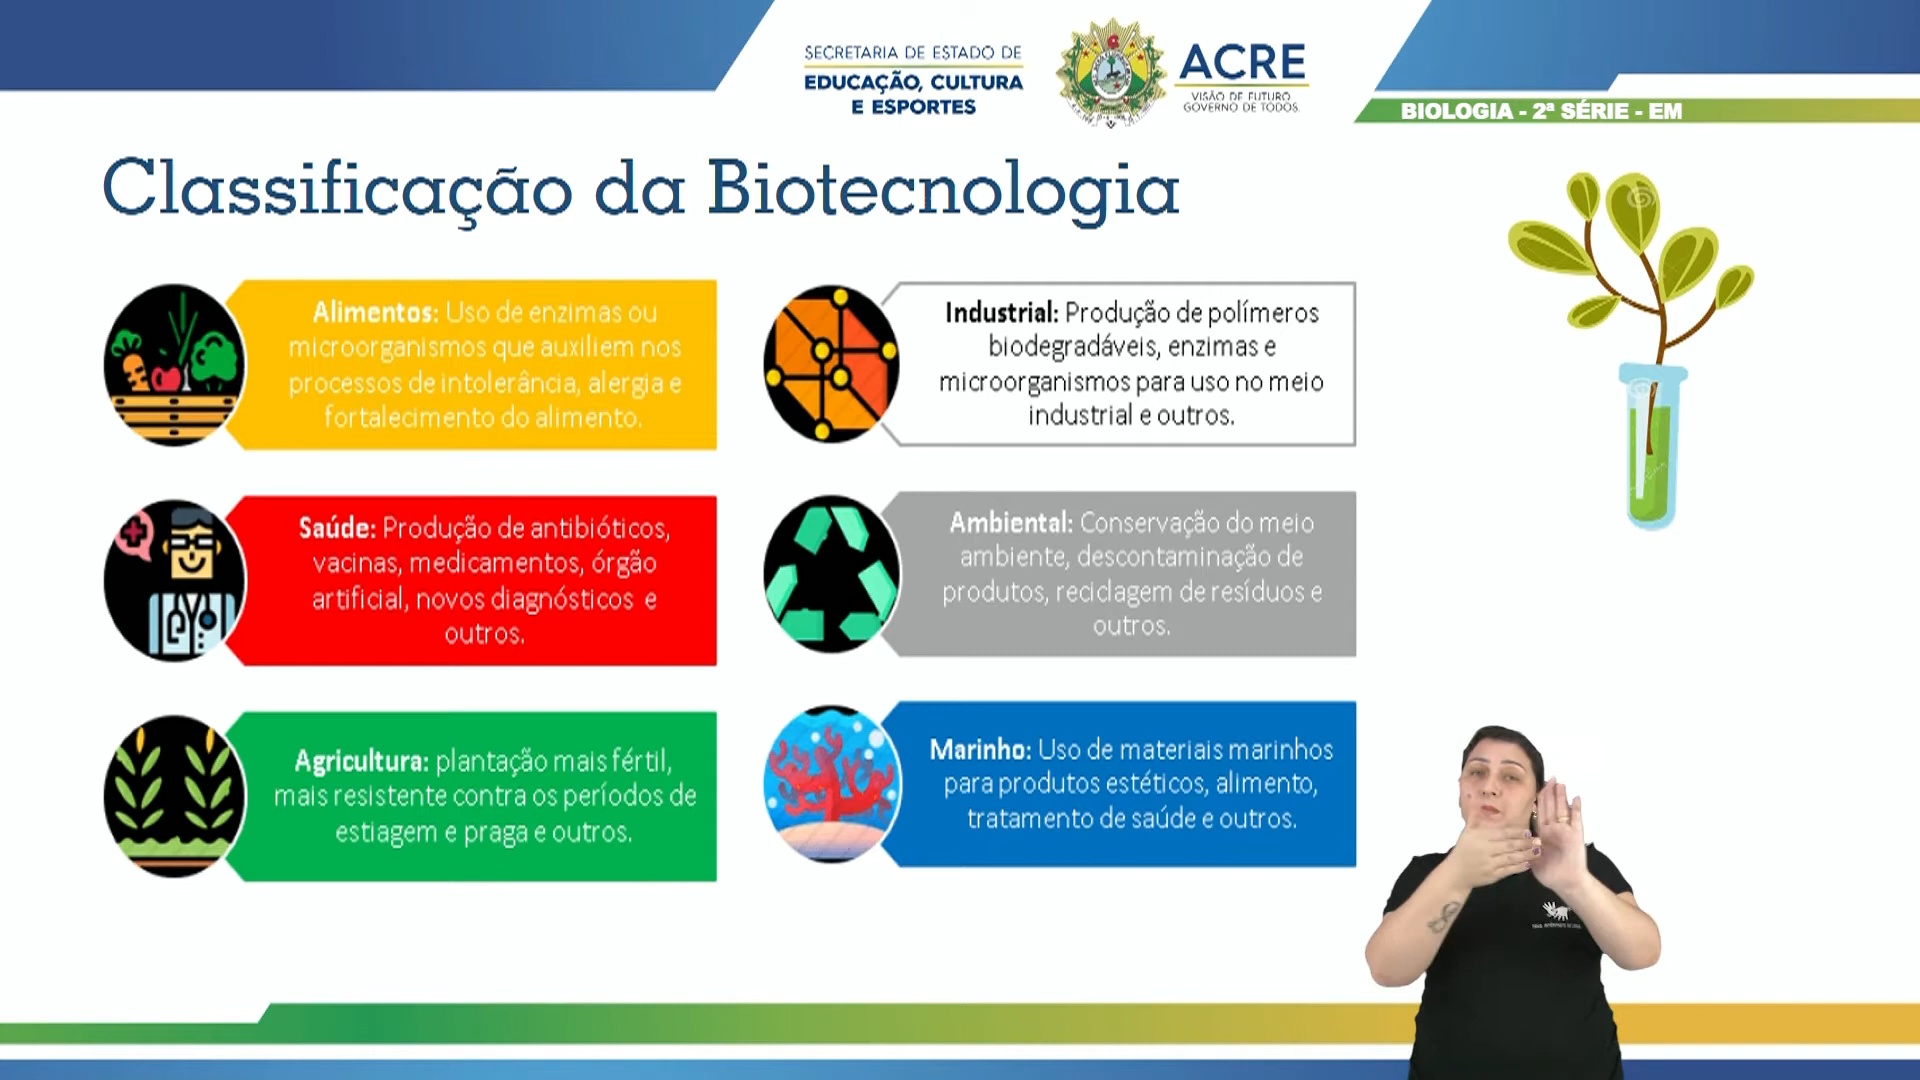 SECRETARIA DE ESTADO DE
EDUCAÇÃO, CULTURA
E ESPORTES
ACRE
VISÃO DE FUTURO
GOVERNO DE TODOS.
BIOLOGIA - 2ª SÉRIE - EM
Classificação da Biotecnologia
Alimentos: Uso de enzimas ou
microorganismos que auxiliem nos
processos de intolerância, alergia e
fortalecimento do alimento.
Industrial: Produção de polímeros
biodegradáveis, enzimas e
microorganismos para uso no meio
industrial e outros.
Saúde: Produção de antibióticos,
vacinas, medicamentos, órgão
artificial, novos diagnósticos e
outros.
Ambiental: Conservação do meio
ambiente, descontaminação de
produtos, reciclagem de resíduos e
outros.
Agricultura: plantação mais fértil,
mais resistente contra os períodos de
estiagem e praga e outros.
Marinho: Uso de materiais marinhos
para produtos estéticos, alimento,
tratamento de saúde e outros.